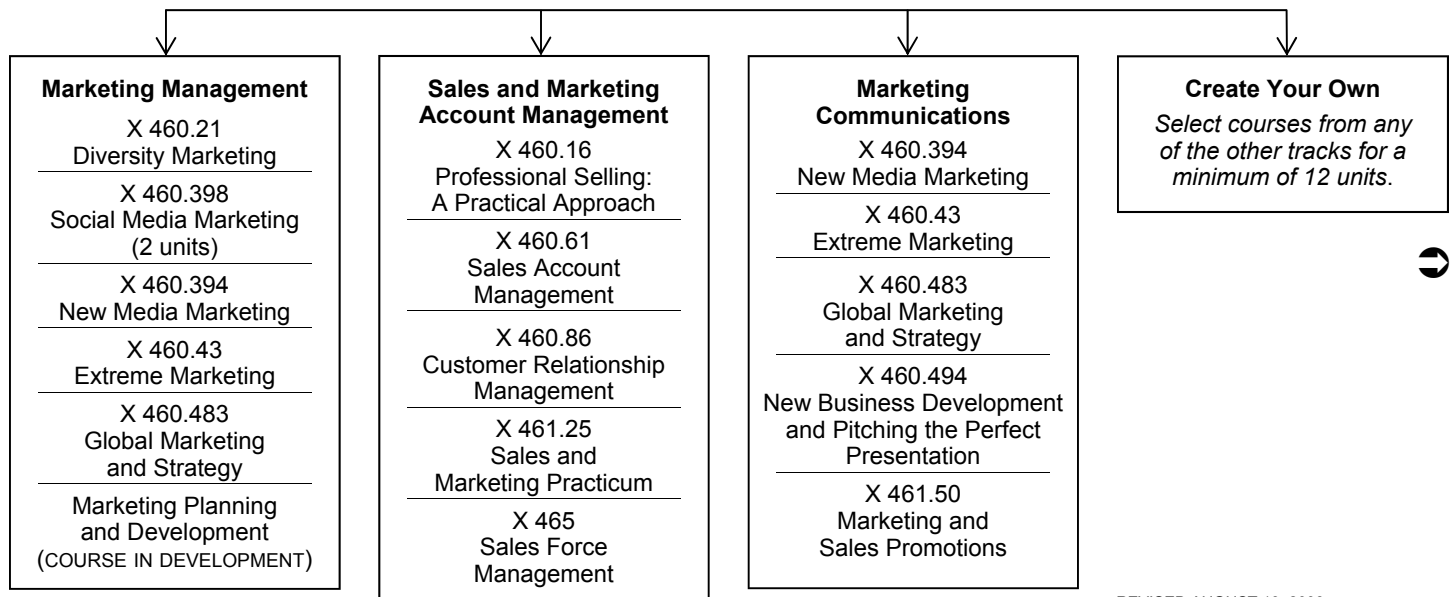 Marketing Management
X 460.21
Diversity Marketing
X 460.398
Social Media Marketing
(2 units)
X 460.394
New Media Marketing
X 460.43
Extreme Marketing
X 460.483
Global Marketing
and Strategy
Marketing Planning
and Development
(COURSE IN DEVELOPMENT)
Sales and Marketing
Account Management
X 460.16
Professional Selling:
A Practical Approach
X 460.61
Sales Account
Management
X 460.86
Customer Relationship
Management
X 461.25
Sales and
Marketing Practicum
X 465
Sales Force
Management
Marketing
Communications
X 460.394
New Media Marketing
X 460.43
Extreme Marketing
X 460.483
Global Marketing
and Strategy
X 460.494
New Business Development
and Pitching the Perfect
Presentation
X 461.50
Marketing and
Sales Promotions
Create Your Own
Select courses from any
of the other tracks for a
minimum of 12 units.